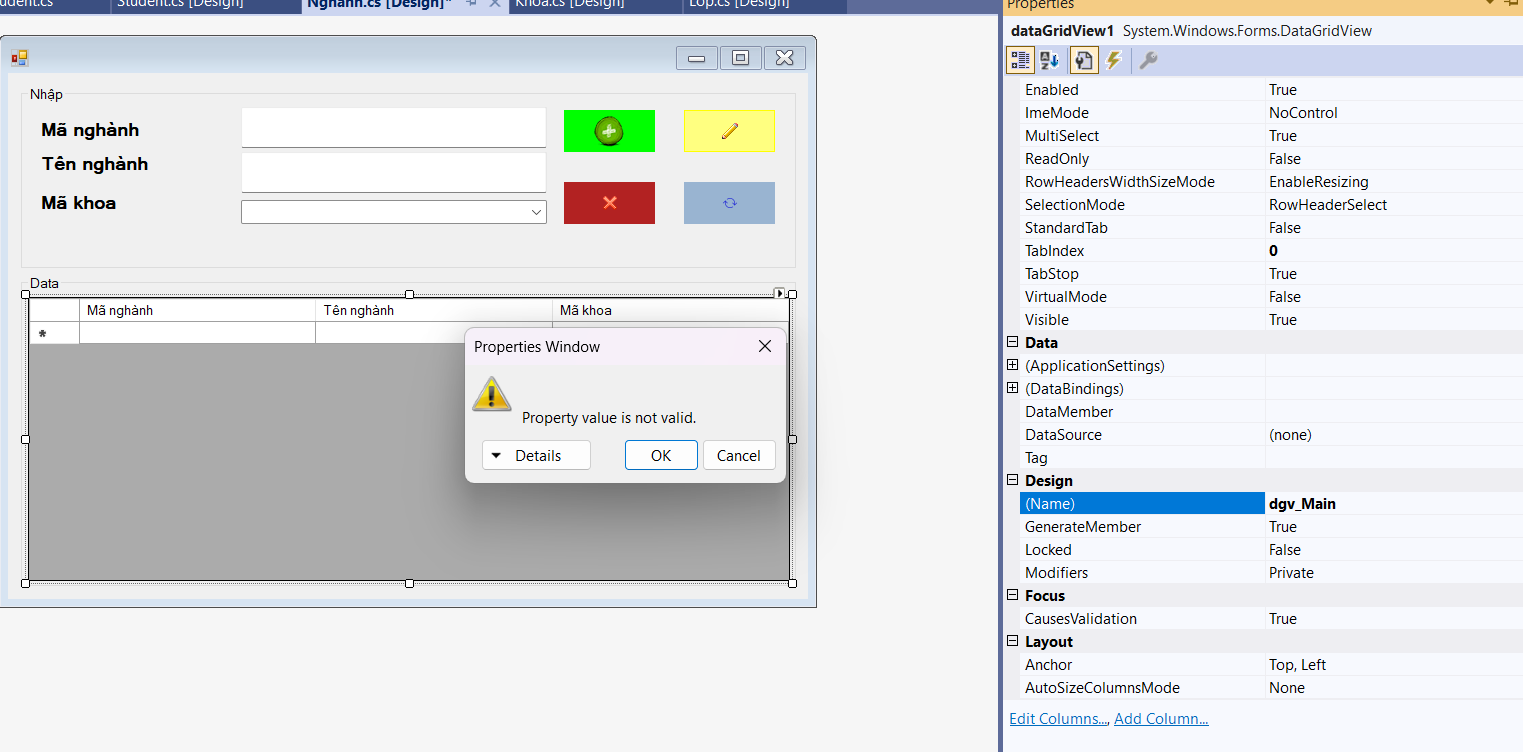 Student.cs [Design]
Nghanh.cs [Design]*
Khoa.cs [Design]
Lop.cs [Design]
Nhập
Mã nghành
Tên nghành
Mã khoa
Data
Mã nghành Tên nghành Mã khoa
*
Properties Window
Property value is not valid.
Details OK Cancel
Properties
dataGridView1 System.Windows.Forms.DataGridView
Enabled True
ImeMode NoControl
MultiSelect True
ReadOnly False
RowHeadersWidthSizeMode EnableResizing
SelectionMode RowHeaderSelect
StandardTab False
TabIndex 0
TabStop True
VirtualMode False
Visible True
Data
(ApplicationSettings)
(DataBindings)
DataMember
DataSource (none)
Tag
Design
(Name) dgv_Main
GenerateMember True
Locked False
Modifiers Private
Focus
CausesValidation True
Layout
Anchor Top, Left
AutoSizeColumnsMode None
Edit Columns..., Add Column...